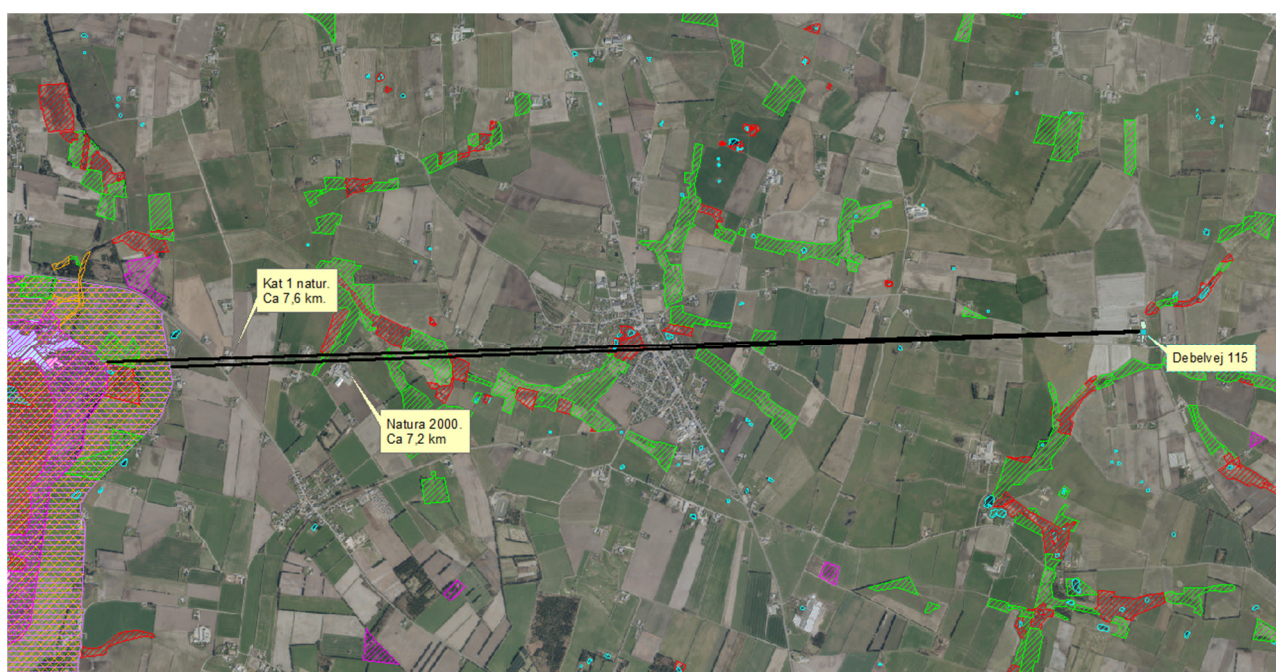 Kat 1 natur.
Ca 7,6 km.
Debelvej 115
Natura 2000.
Ca 7,2 km